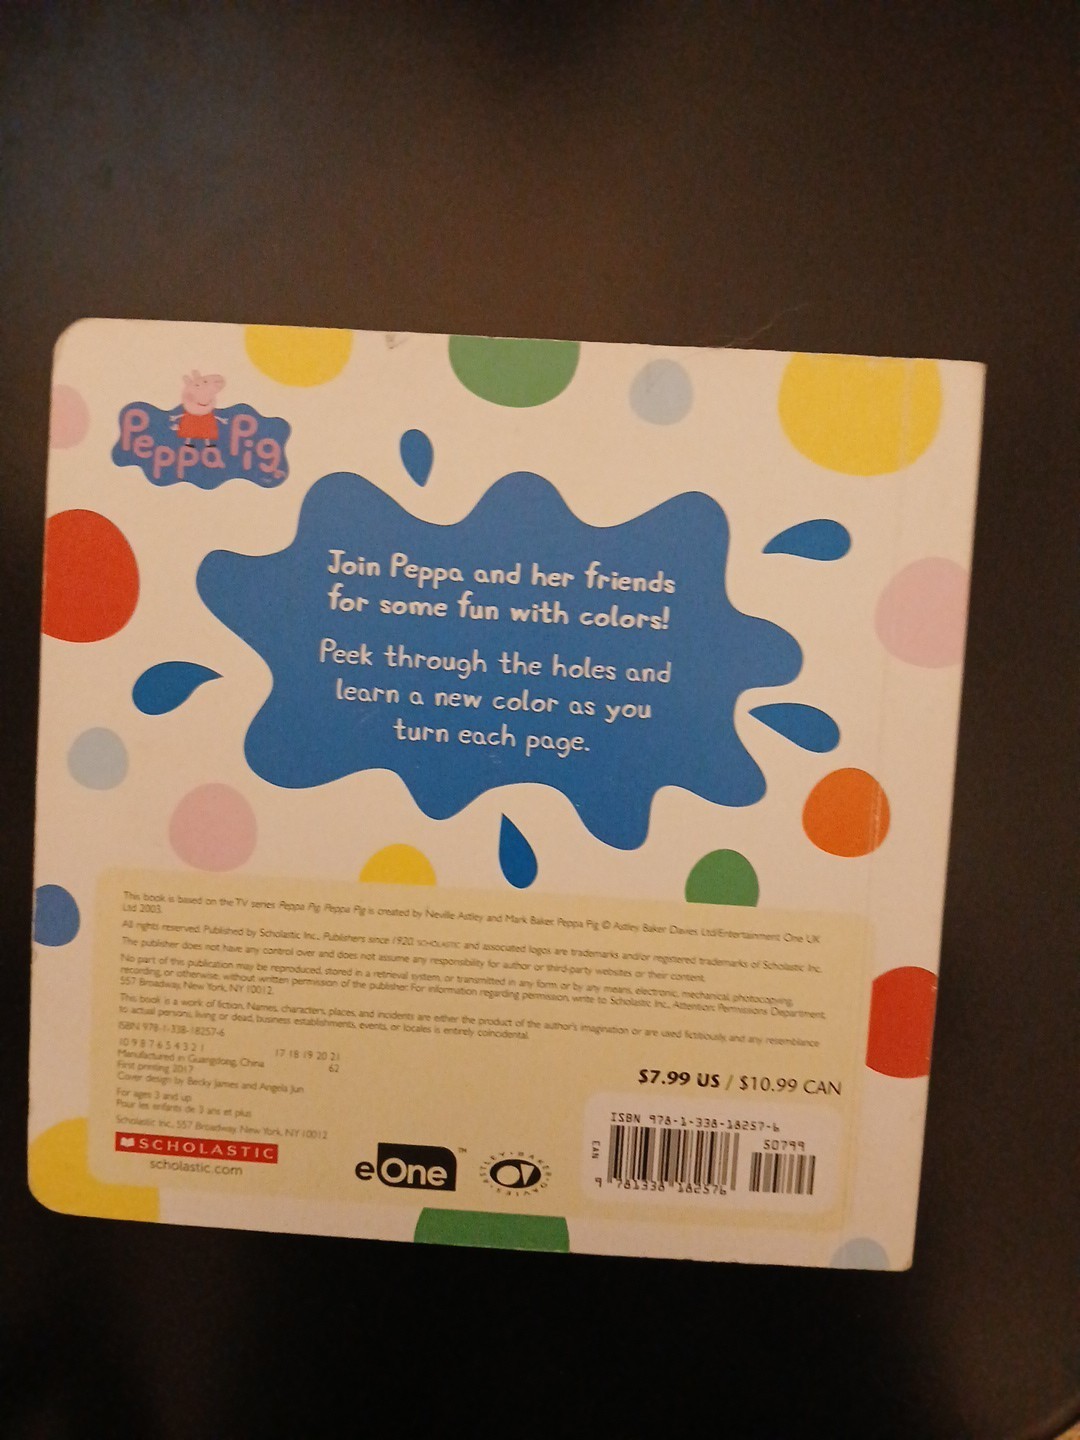 Peppa Pig
Join Peppa and her friends
for some fun with colors!
Peek through the holes and
learn a new color as you
turn each page.
This book is based on the TV series Peppa Pig. Peppa Pig is created by Neville Astley and Mark Baker. Peppa Pig © Astley Baker Davies Ltd/Entertainment One UK
Ltd 2003.
All rights reserved. Published by Scholastic Inc., Publishers since 1920. SCHOLASTIC and associated logos are trademarks and/or registered trademarks of Scholastic Inc.
The publisher does not have any control over and does not assume any responsibility for author or third-party websites or their content.
No part of this publication may be reproduced, stored in a retrieval system, or transmitted in any form or by any means, electronic, mechanical, photocopying,
recording, or otherwise, without written permission of the publisher. For information regarding permission, write to Scholastic Inc., Attention: Permissions Department,
557 Broadway, New York, NY 10012.
This book is a work of fiction. Names, characters, places, and incidents are either the product of the author's imagination or are used fictitiously, and any resemblance
to actual persons, living or dead, business establishments, events, or locales is entirely coincidental.
ISBN 978-1-338-18257-6
10 9 8 7 6 5 4 3 2 1 17 18 19 20 21
Manufactured in Guangdong, China 62
First printing 2017
Cover design by Becky James and Angela Jun
For ages 3 and up
Pour les enfants de 3 ans et plus
Scholastic Inc., 557 Broadway, New York, NY 10012
SCHOLASTIC
scholastic.com
eOne™
ASTLEY·BAKER·DAVIES·
$7.99 US / $10.99 CAN
ISBN 978-1-338-18257-6
50799
EAN
9 781338 182576